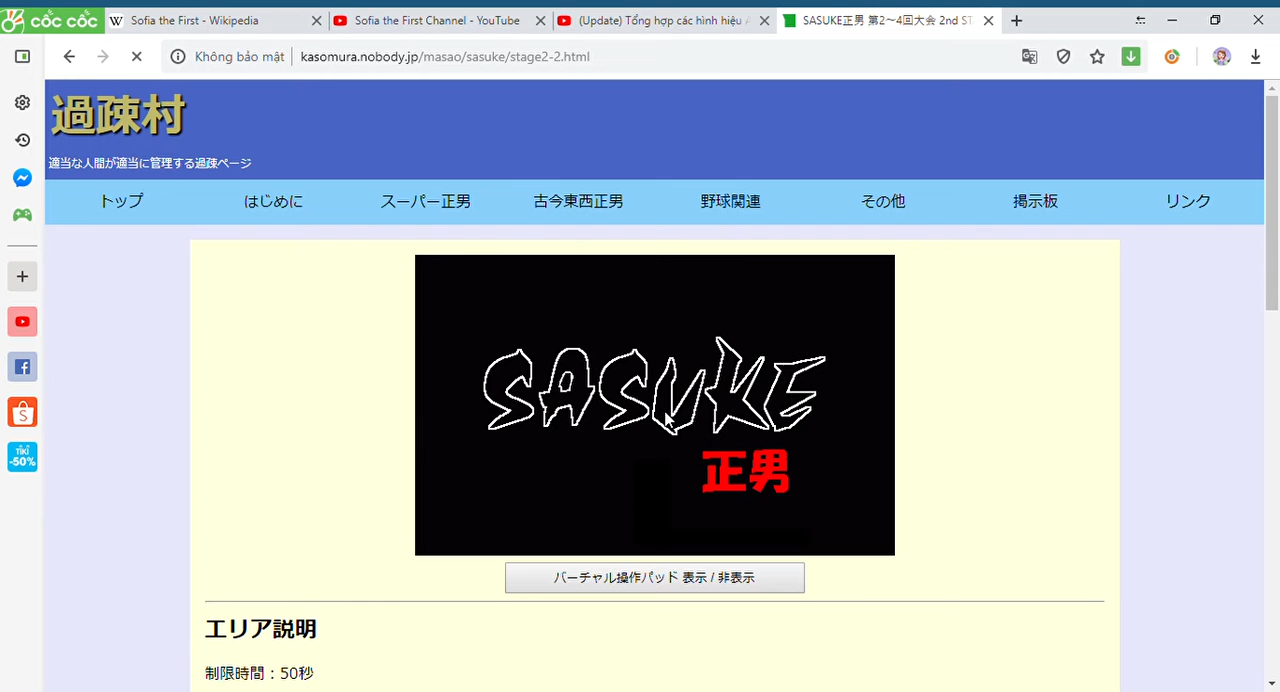 cốc cốc
W Sofia the First - Wikipedia
Sofia the First Channel - YouTube
(Update) Tổng hợp các hình hiệu A
SASUKE正男 第2～4回大会 2nd ST
Không bảo mật
kasomura.nobody.jp/masao/sasuke/stage2-2.html
過疎村
適当な人間が適当に管理する過疎ページ
トップ
はじめに
スーパー正男
古今東西正男
野球関連
その他
掲示板
リンク
SASUKE
正男
バーチャル操作パッド 表示 / 非表示
エリア説明
制限時間：50秒
TIKI
-50%